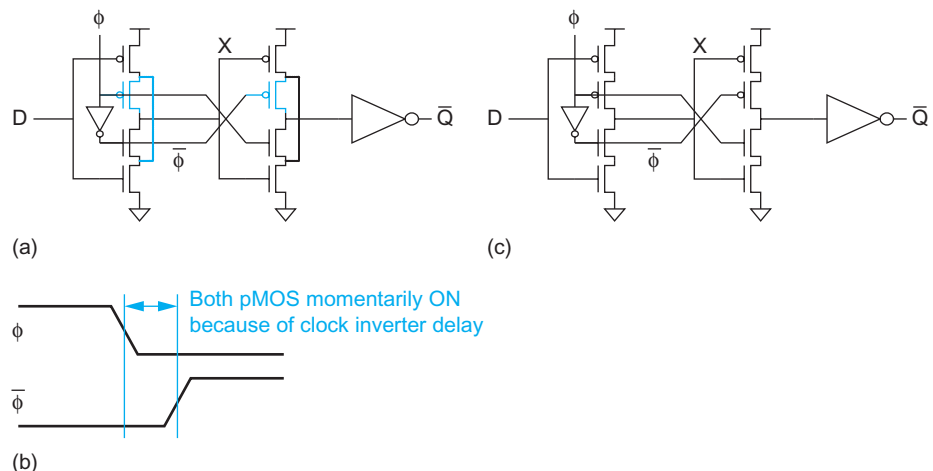 ϕ
X
D
Q̅
ϕ̅
(a)
ϕ
X
D
Q̅
ϕ̅
(c)
Both pMOS momentarily ON
because of clock inverter delay
ϕ
ϕ̅
(b)